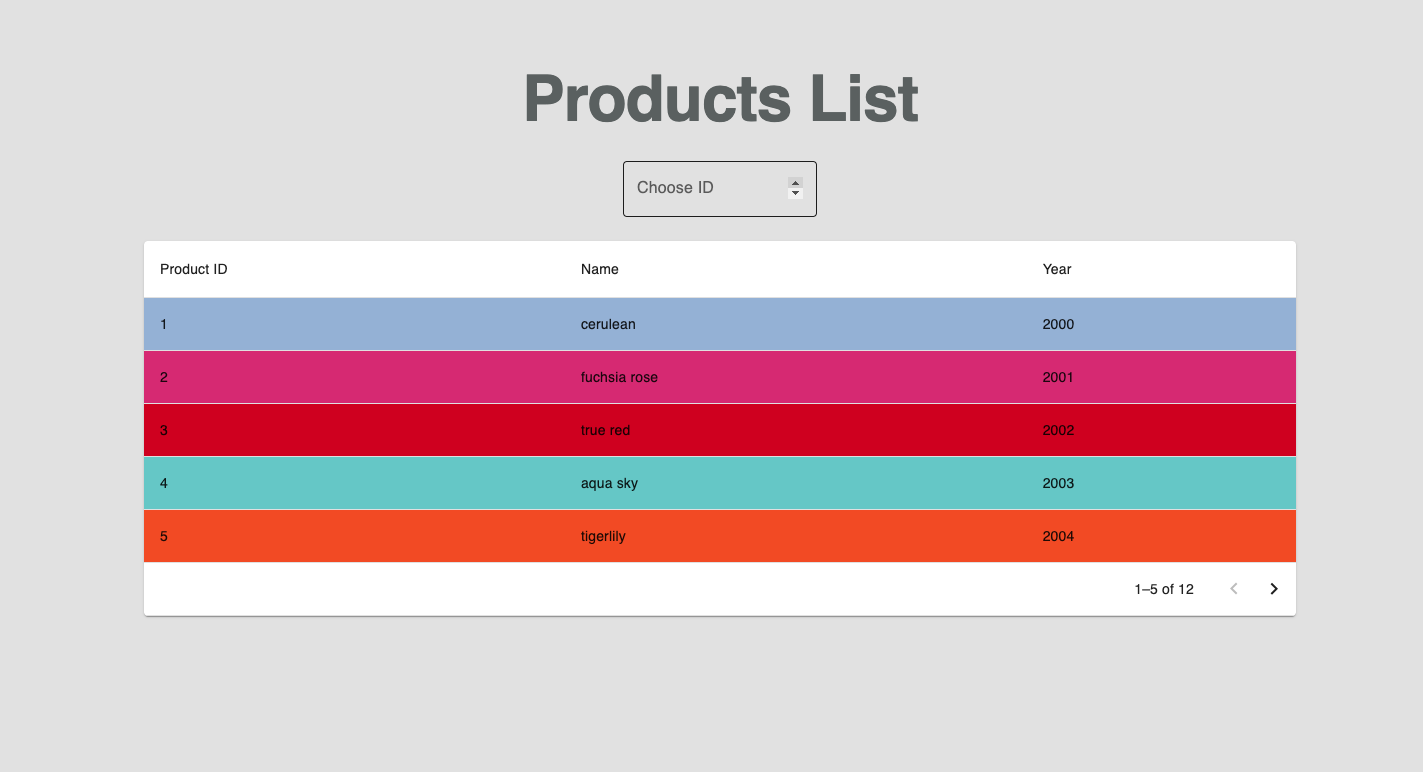 Products List
Choose ID
Product ID Name Year
1 cerulean 2000
2 fuchsia rose 2001
3 true red 2002
4 aqua sky 2003
5 tigerlily 2004
1–5 of 12